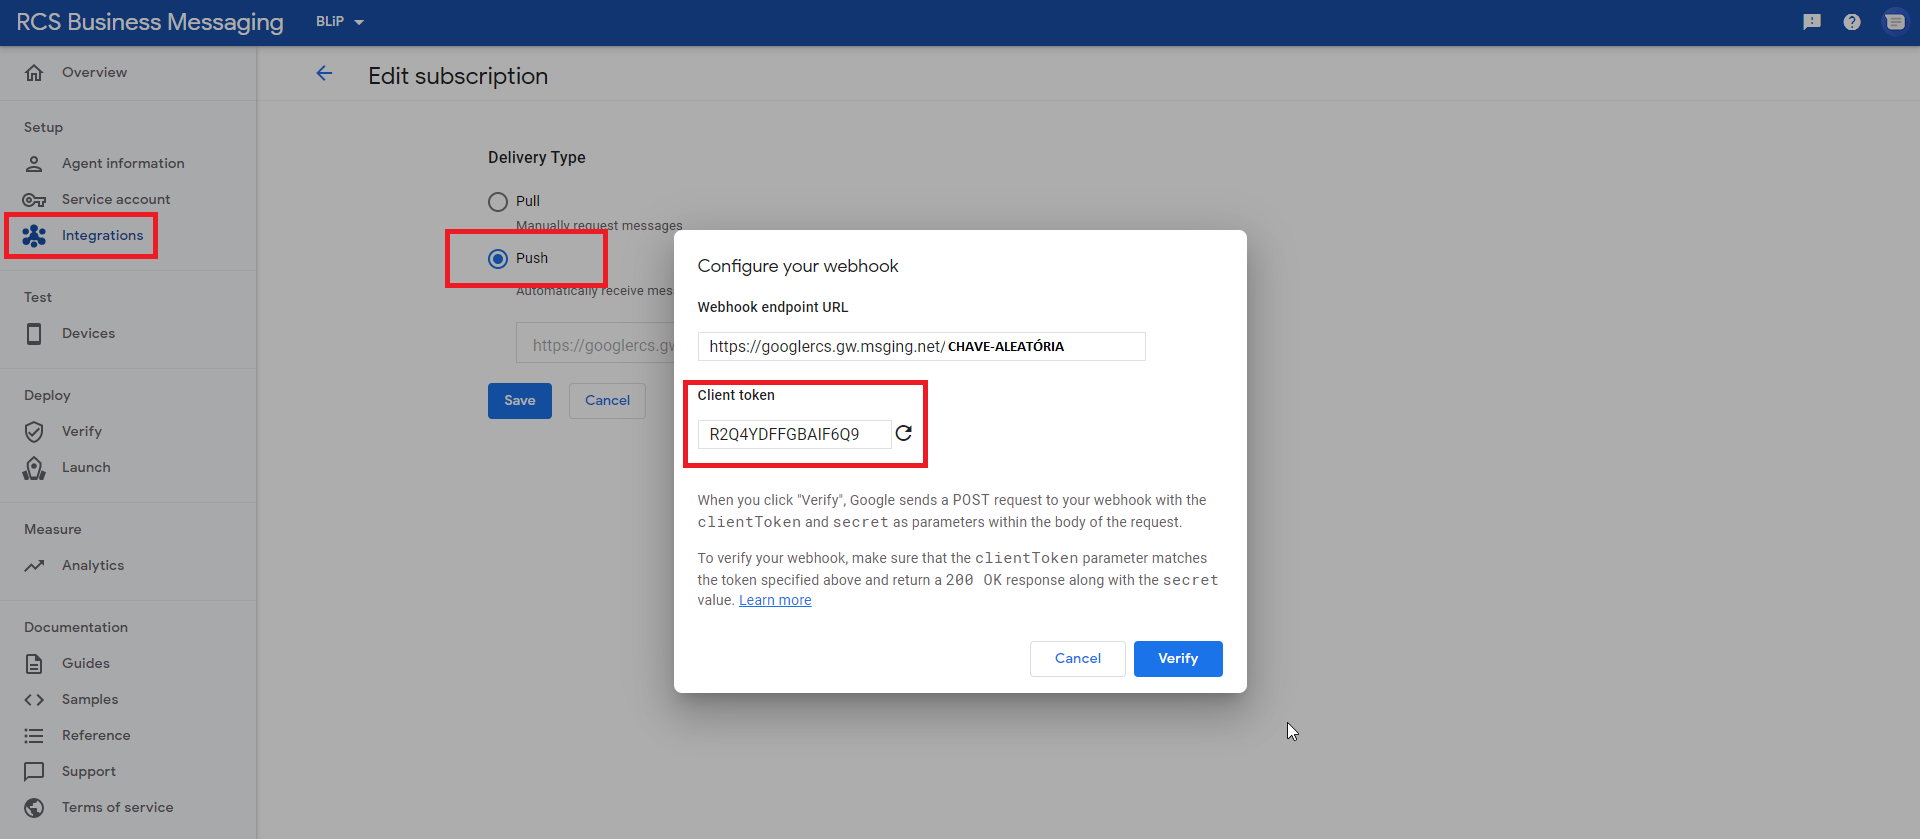 RCS Business Messaging
BLiP
Overview
Edit subscription
Setup
Agent information
Service account
Integrations
Test
Devices
Deploy
Verify
Launch
Measure
Analytics
Documentation
Guides
Samples
Reference
Support
Terms of service
Delivery Type
Pull
Manually request messages
Push
Automatically receive
https://googlercs.gw
Save
Cancel
Configure your webhook
Webhook endpoint URL
https://googlercs.gw.msging.net/CHAVE-ALEATÓRIA
Client token
R2Q4YDFFGBAIF6Q9
When you click "Verify", Google sends a POST request to your webhook with the
clientToken and secret as parameters within the body of the request.
To verify your webhook, make sure that the clientToken parameter matches
the token specified above and return a 200 OK response along with the secret
value. Learn more
Cancel
Verify